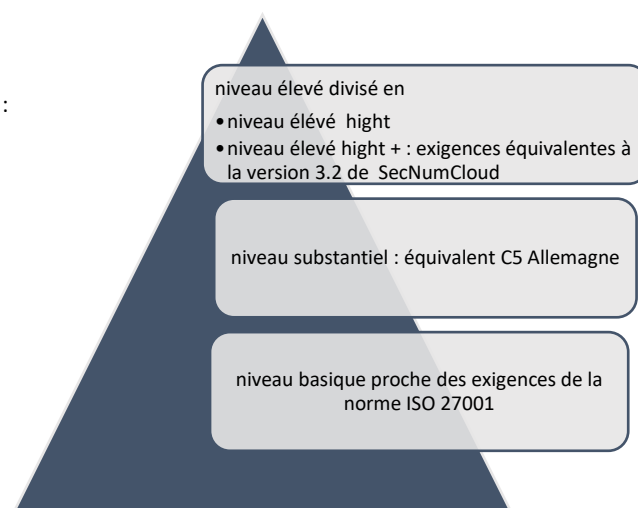 :
niveau élevé divisé en
•niveau élévé  hight
•niveau élevé hight + : exigences équivalentes à
la version 3.2 de  SecNumCloud
niveau substantiel : équivalent C5 Allemagne
niveau basique proche des exigences de la
norme ISO 27001